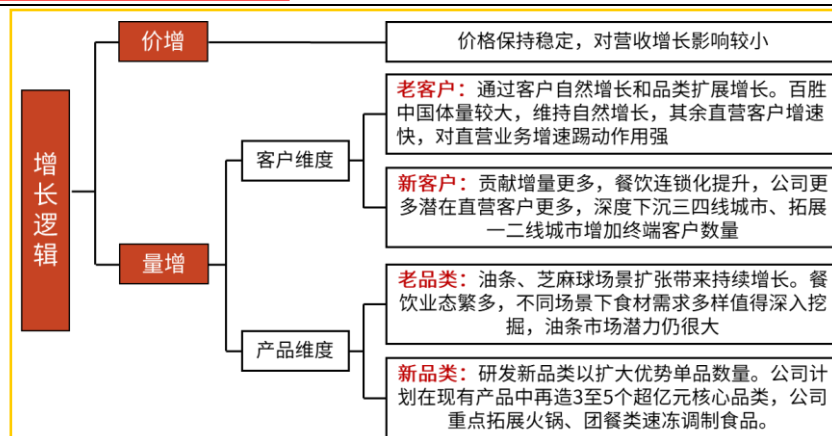 增长逻辑
价增
价格保持稳定，对营收增长影响较小
量增
客户维度
老客户：通过客户自然增长和品类扩展增长。百胜
中国体量较大，维持自然增长，其余直营客户增速
快，对直营业务增速踢动作用强
新客户：贡献增量更多，餐饮连锁化提升，公司更
多潜在直营客户更多，深度下沉三四线城市、拓展
一二线城市增加终端客户数量
产品维度
老品类：油条、芝麻球场景扩张带来持续增长。餐
饮业态繁多，不同场景下食材需求多样值得深入挖
掘，油条市场潜力仍很大
新品类：研发新品类以扩大优势单品数量。公司计
划在现有产品中再造3至5个超亿元核心品类，公司
重点拓展火锅、团餐类速冻调制食品。